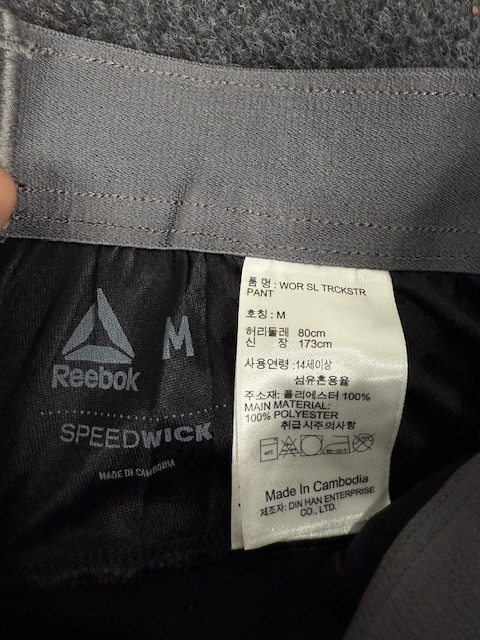 Reebok
M
SPEEDWICK
MADE IN CAMBODIA
품 명 : WOR SL TRCKSTR
PANT
호칭 : M
허리둘레 80cm
신 장 173cm
사용연령 :14세이상
섬유혼용율
주소재: 폴리에스터 100%
MAIN MATERIAL:
100% POLYESTER
취급시주의사항
Made In Cambodia
제조자: DIN HAN ENTERPRISE
CO., LTD.